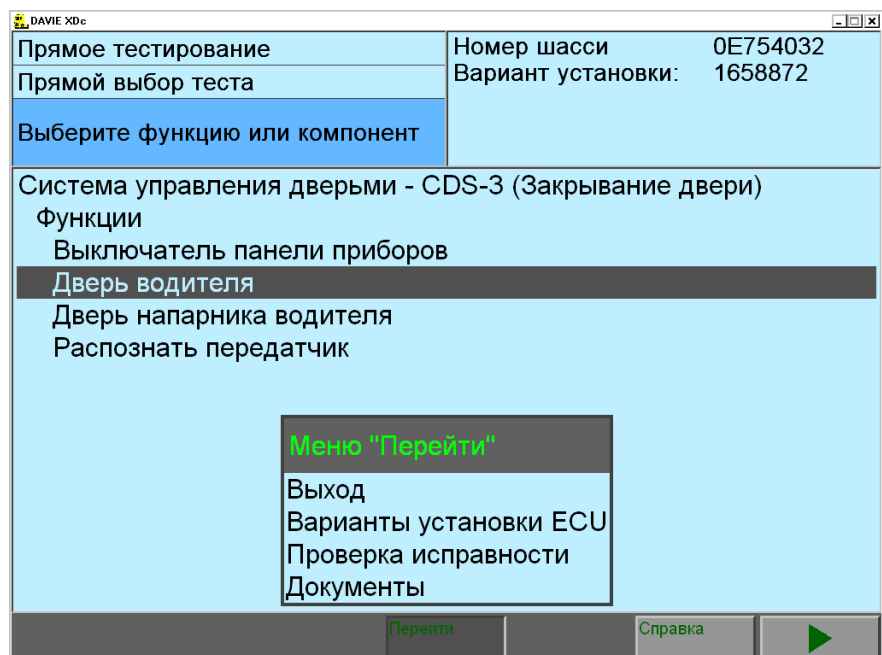 DAVIE XDc
Прямое тестирование
Прямой выбор теста
Выберите функцию или компонент
Номер шасси 0E754032
Вариант установки: 1658872
Система управления дверьми - CDS-3 (Закрывание двери)
Функции
Выключатель панели приборов
Дверь водителя
Дверь напарника водителя
Распознать передатчик
Меню "Перейти"
Выход
Варианты установки ECU
Проверка исправности
Документы
Перейти
Справка